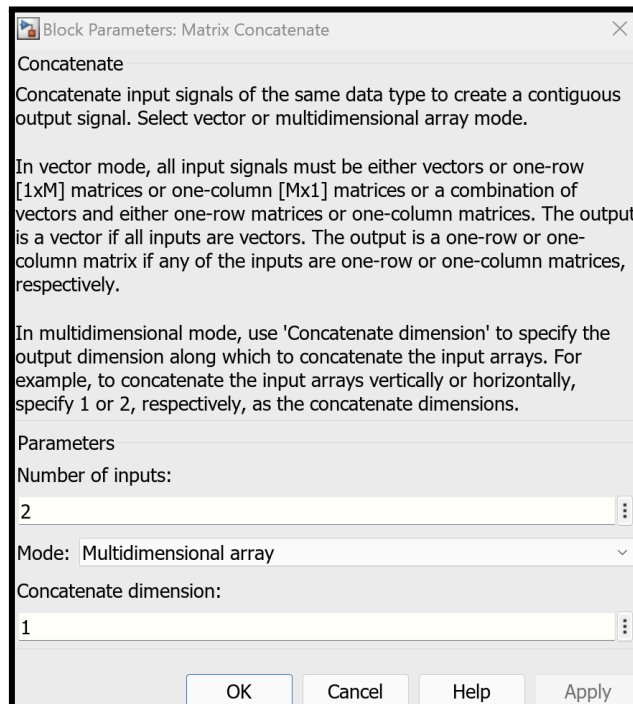 Block Parameters: Matrix Concatenate
Concatenate
Concatenate input signals of the same data type to create a contiguous
output signal. Select vector or multidimensional array mode.
In vector mode, all input signals must be either vectors or one-row
[1xM] matrices or one-column [Mx1] matrices or a combination of
vectors and either one-row matrices or one-column matrices. The output
is a vector if all inputs are vectors. The output is a one-row or one-
column matrix if any of the inputs are one-row or one-column matrices,
respectively.
In multidimensional mode, use 'Concatenate dimension' to specify the
output dimension along which to concatenate the input arrays. For
example, to concatenate the input arrays vertically or horizontally,
specify 1 or 2, respectively, as the concatenate dimensions.
Parameters
Number of inputs:
2
Mode: Multidimensional array
Concatenate dimension:
1
OK Cancel Help Apply